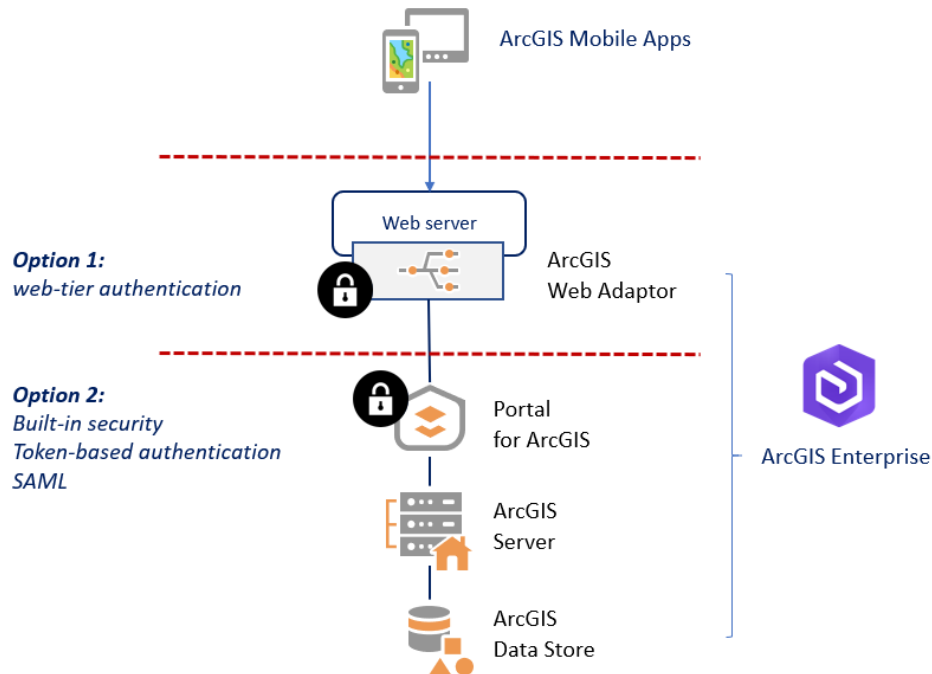 ArcGIS Mobile Apps
Web server
Option 1:
web-tier authentication
ArcGIS
Web Adaptor
Option 2:
Built-in security
Token-based authentication
SAML
Portal
for ArcGIS
ArcGIS Enterprise
ArcGIS
Server
ArcGIS
Data Store